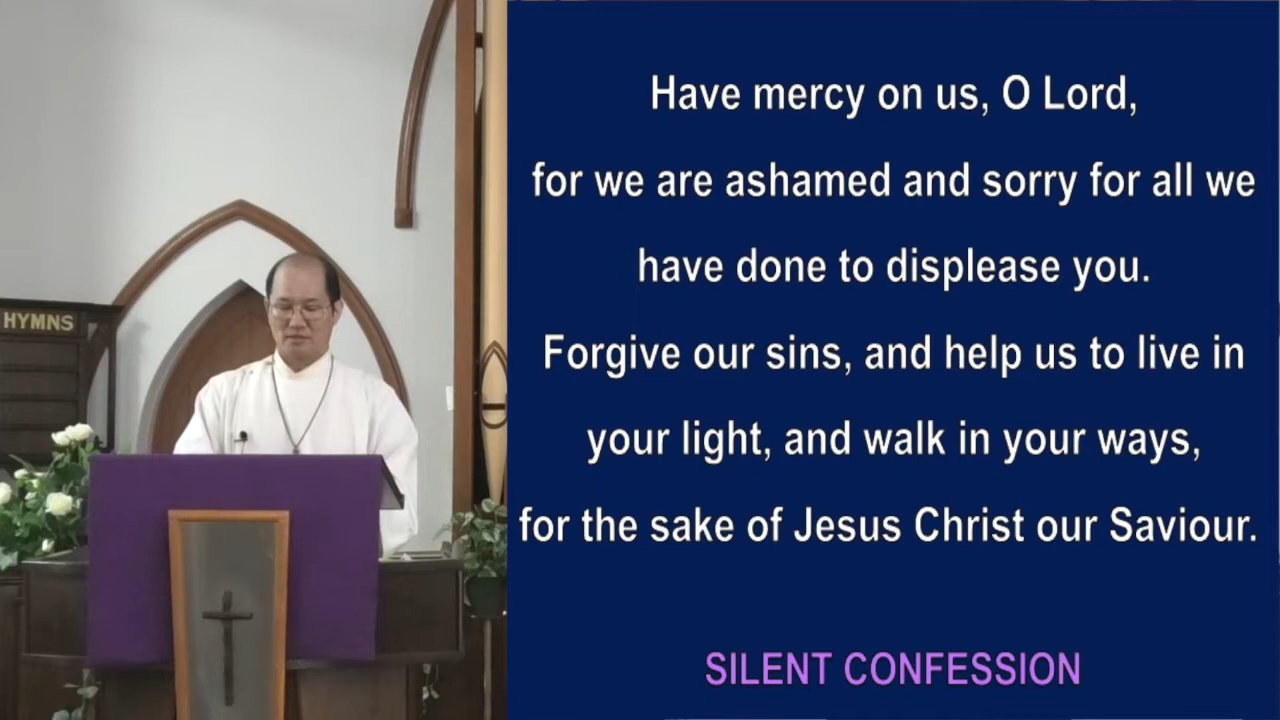 HYMNS
Have mercy on us, O Lord,
for we are ashamed and sorry for all we
have done to displease you.
Forgive our sins, and help us to live in
your light, and walk in your ways,
for the sake of Jesus Christ our Saviour.
SILENT CONFESSION